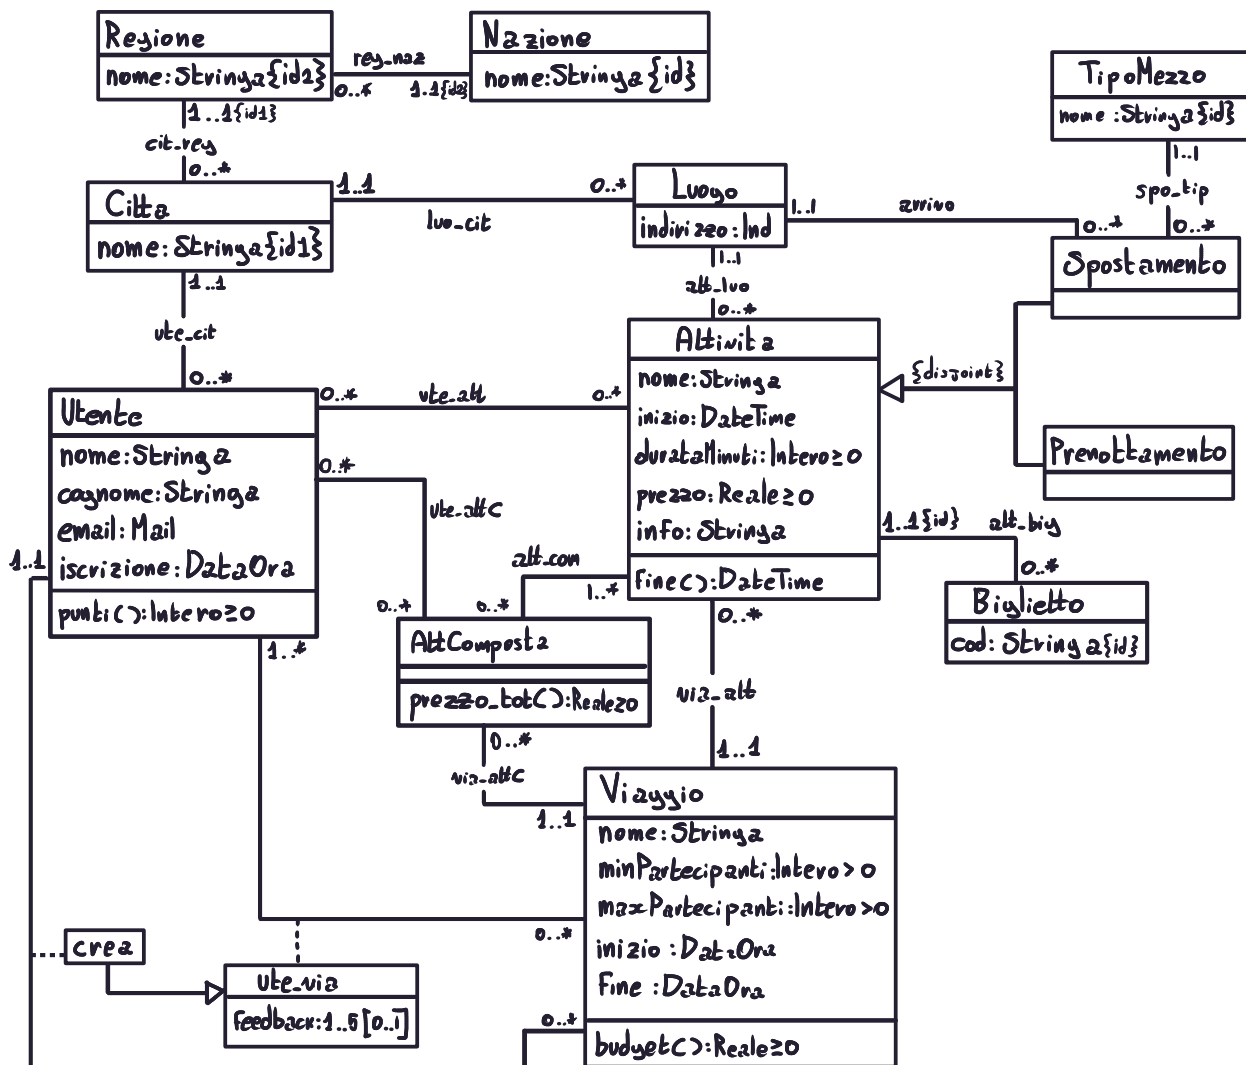 Regione
nome:Stringa{id1}
reg_naz
0..*
1..1{id2}
Nazione
nome:Stringa{id}
TipoMezzo
nome:Stringa{id}
1..1
spo_tip
0..*
1..1{id1}
cit_reg
0..*
Citta
nome:Stringa{id1}
1..1
luo_cit
0..*
Luogo
indirizzo:Ind
1..1
arrivo
0..*
Spostamento
1..1
att_luo
0..*
1..1
ute_cit
0..*
Utente
nome:Stringa
cognome:Stringa
email:Mail
iscrizione:DataOra
punti():Intero≥0
0..*
ute_att
0..*
Attivita
nome:Stringa
inizio:DateTime
durataMinuti:Intero≥0
prezzo:Reale≥0
info:Stringa
fine():DateTime
{disjoint}
Prenottamento
0..*
ute_attC
0..*
att_com
1..*
0..*
1..1{id}
att_big
0..*
Biglietto
cod:Stringa{id}
1..1
1..*
AttComposta
prezzo_tot():Reale≥0
0..*
via_att
1..1
0..*
via_attC
1..1
Viaggio
nome:Stringa
minPartecipanti:Intero>0
maxPartecipanti:Intero>0
inizio:DataOra
fine:DataOra
budget():Reale≥0
0..*
crea
ute_via
feedback:1..5[0..1]
0..*